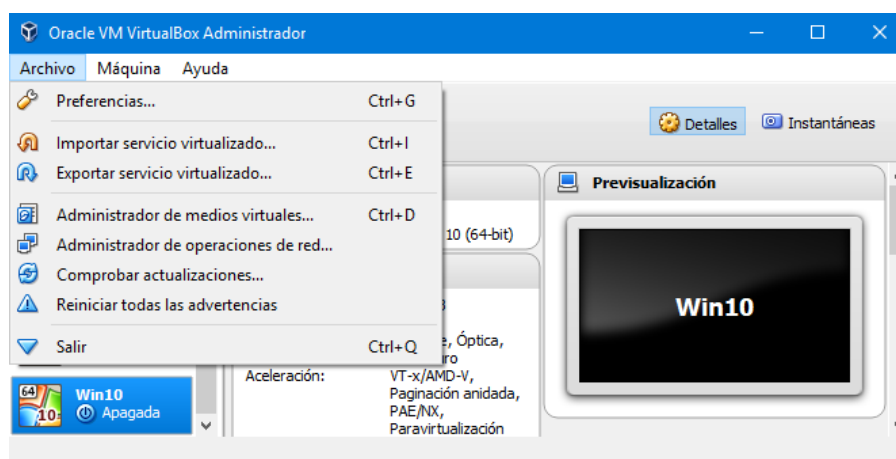 Oracle VM VirtualBox Administrador
Archivo Máquina Ayuda
Preferencias... Ctrl+G
Importar servicio virtualizado... Ctrl+I
Exportar servicio virtualizado... Ctrl+E
Administrador de medios virtuales... Ctrl+D
Administrador de operaciones de red...
Comprobar actualizaciones...
Reiniciar todas las advertencias
Salir Ctrl+Q
Detalles Instantáneas
Previsualización
10 (64-bit)
Win10
Óptica,
Aceleración: VT-x/AMD-V,
Paginación anidada,
PAE/NX,
Paravirtualización
64
10
Win10
Apagada